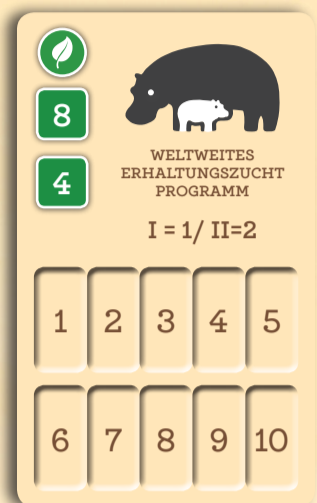 8
4
WELTWEITES
ERHALTUNGSZUCHT
PROGRAMM
I = 1/ II=2
1 2 3 4 5
6 7 8 9 10